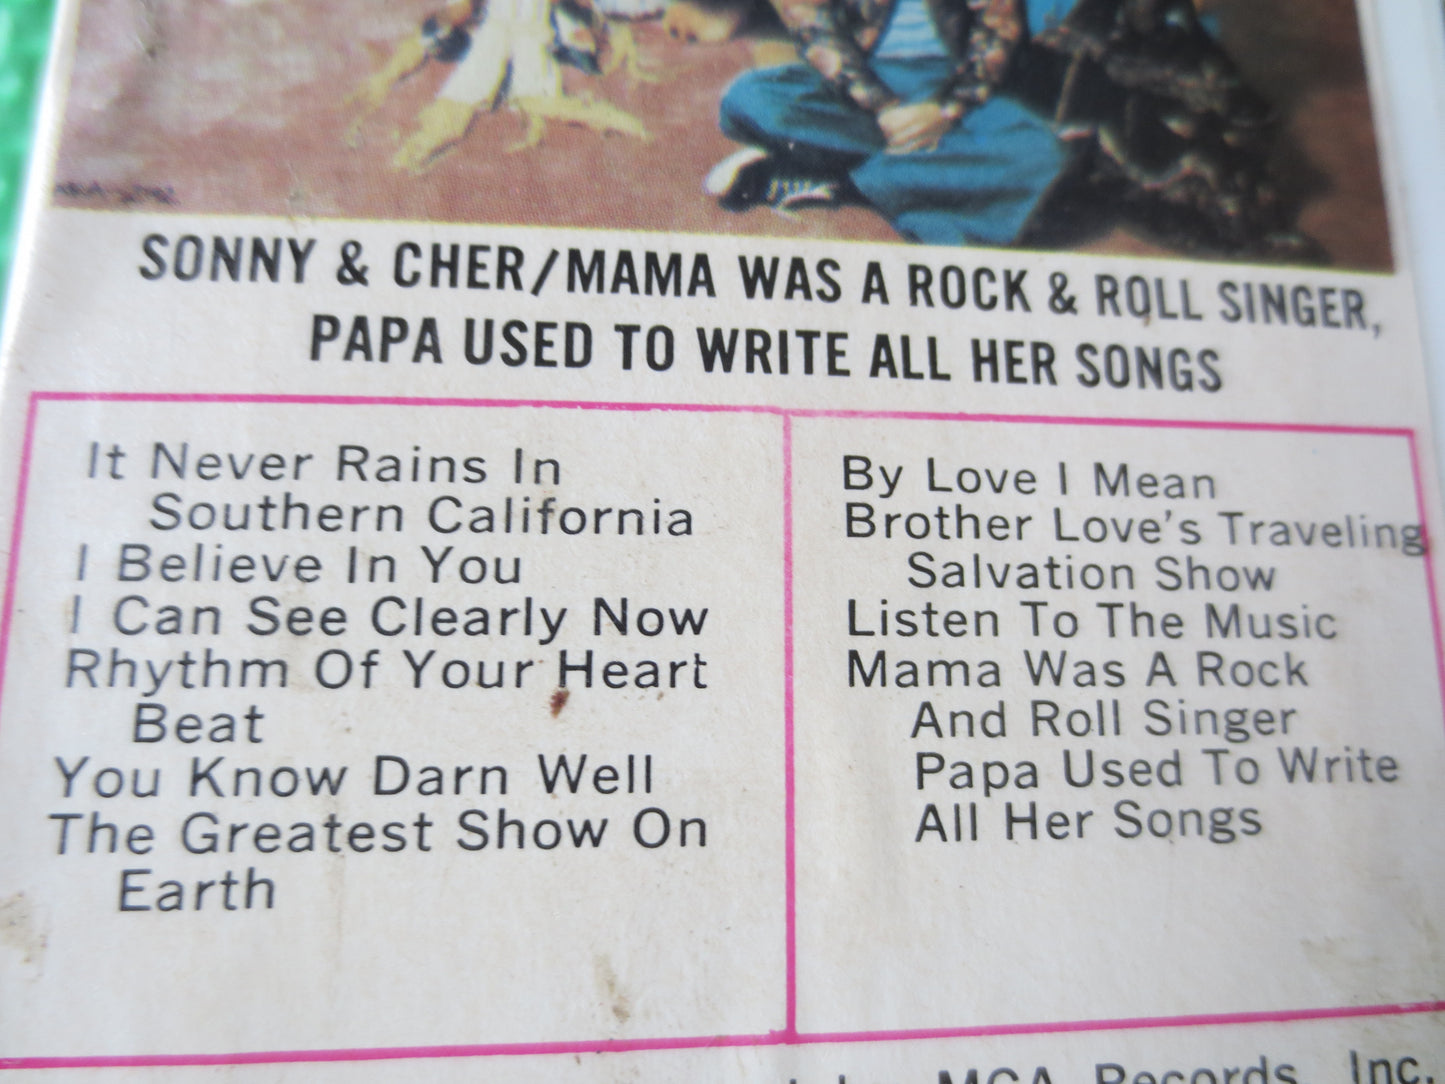 SONNY & CHER/MAMA WAS A ROCK & ROLL SINGER,
PAPA USED TO WRITE ALL HER SONGS
It Never Rains In
Southern California
I Believe In You
I Can See Clearly Now
Rhythm Of Your Heart
Beat
You Know Darn Well
The Greatest Show On
Earth
By Love I Mean
Brother Love's Traveling
Salvation Show
Listen To The Music
Mama Was A Rock
And Roll Singer
Papa Used To Write
All Her Songs
MCA Records, Inc.